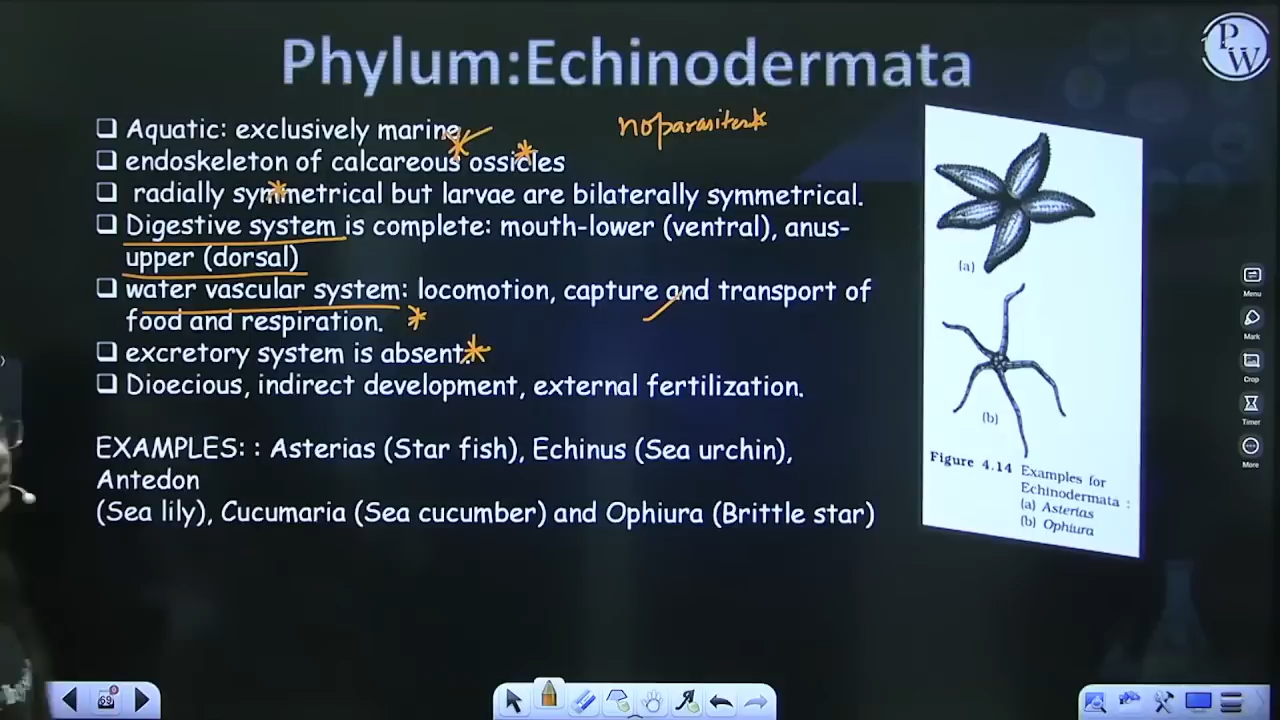 Phylum:Echinodermata
P
W
❑ Aquatic: exclusively marine
no parasites
❑ endoskeleton of calcareous ossicles
❑ radially symmetrical but larvae are bilaterally symmetrical.
❑ Digestive system is complete: mouth-lower (ventral), anus-
upper (dorsal)
❑ water vascular system: locomotion, capture and transport of
food and respiration.
❑ excretory system is absent.
❑ Dioecious, indirect development, external fertilization.
EXAMPLES: : Asterias (Star fish), Echinus (Sea urchin),
Antedon
(Sea lily), Cucumaria (Sea cucumber) and Ophiura (Brittle star)
(a)
(b)
Figure 4.14 Examples for
Echinodermata :
(a) Asterias
(b) Ophiura
Menu
Mark
Crop
Timer
More
69